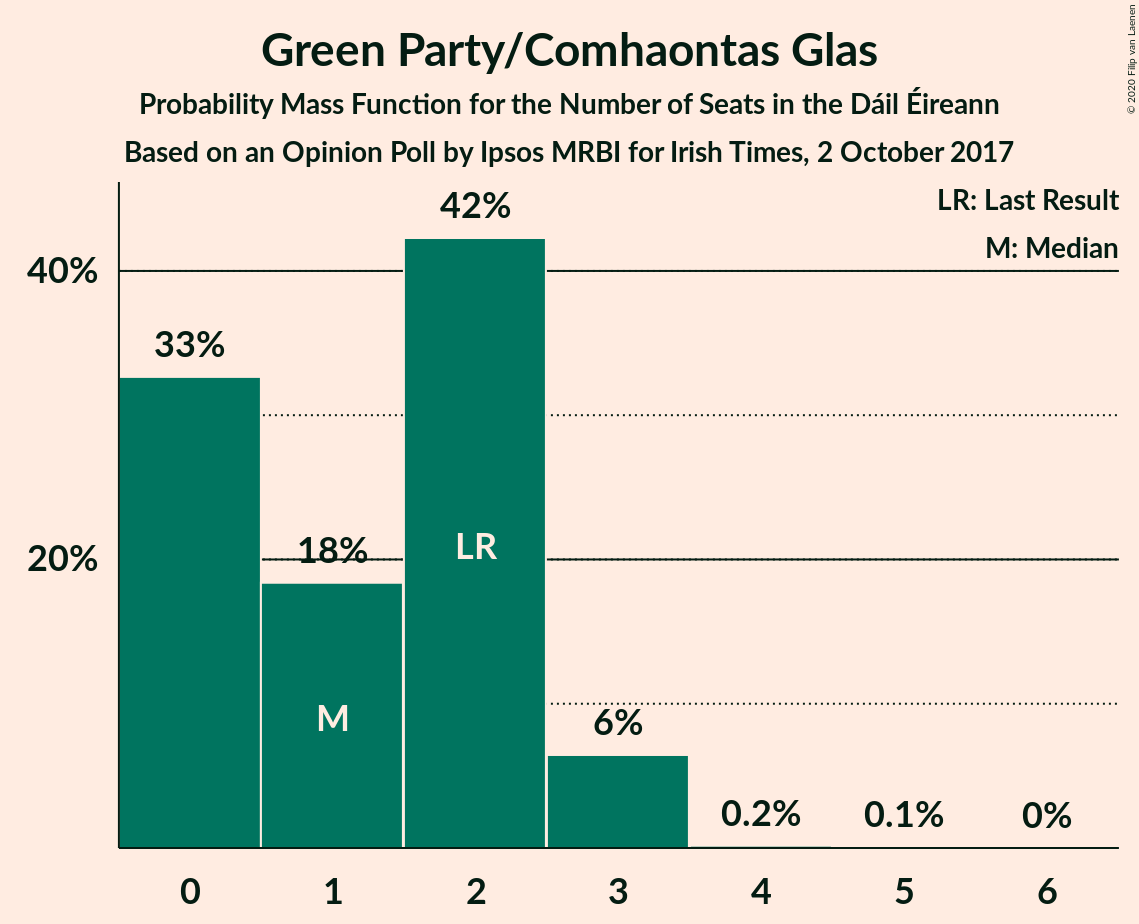 © 2020 Filip van Laenen
Green Party/Comhaontas Glas
Probability Mass Function for the Number of Seats in the Dáil Éireann
Based on an Opinion Poll by Ipsos MRBI for Irish Times, 2 October 2017
LR: Last Result
M: Median
42%
40%
33%
20%
18%
LR
M
6%
0.2%
0.1%
0%
0 1 2 3 4 5 6